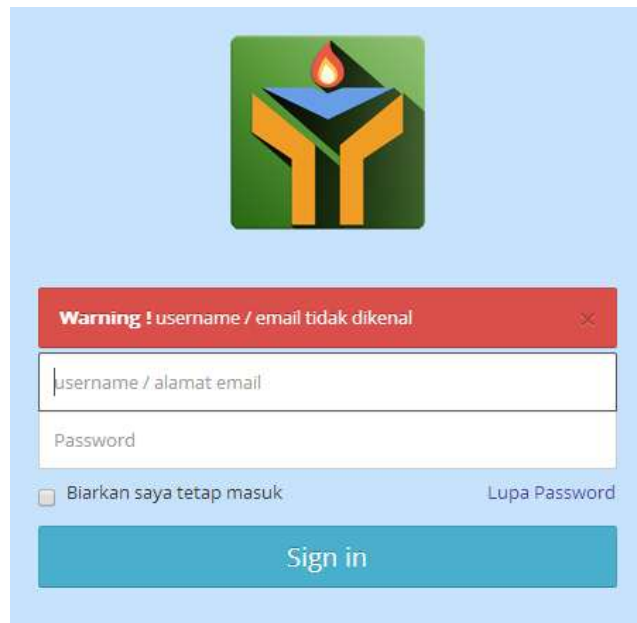 Warning ! username / email tidak dikenal ×
username / alamat email
Password
Biarkan saya tetap masuk Lupa Password
Sign in